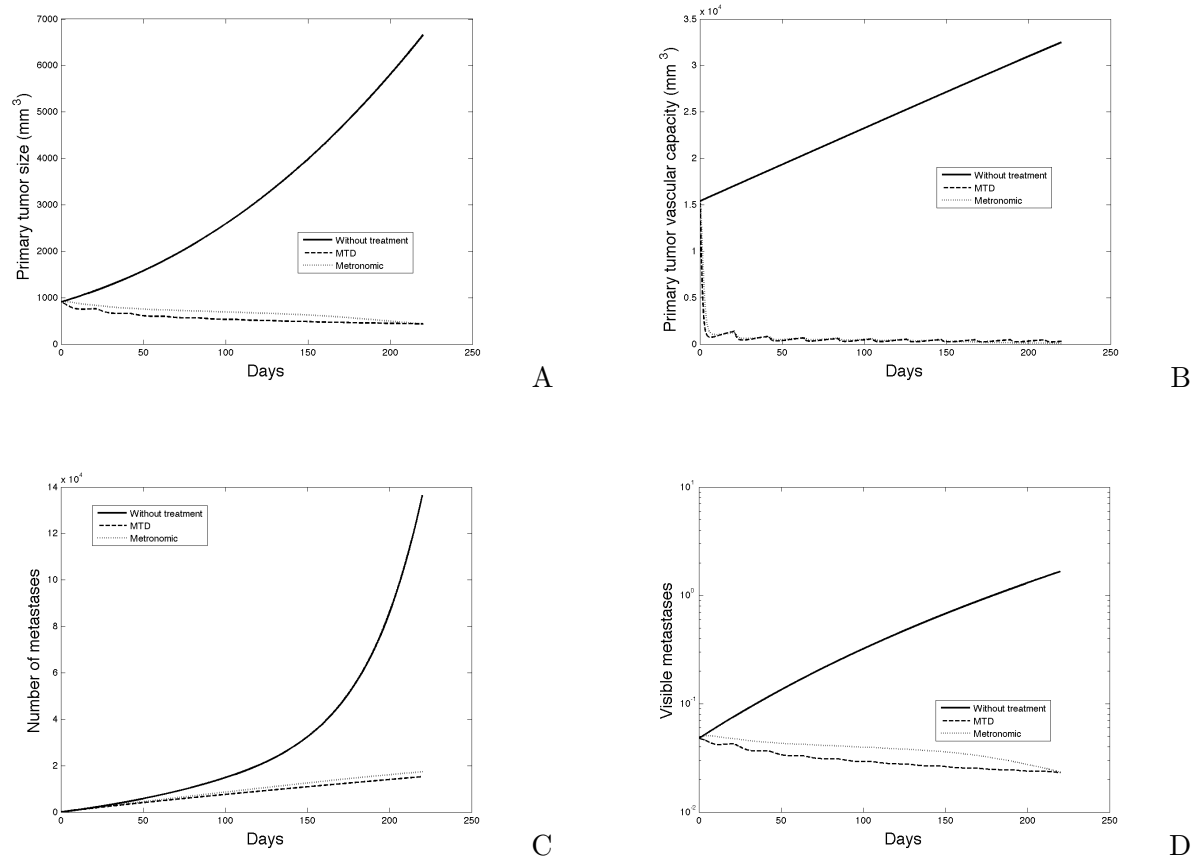 7000
6000
5000
4000
3000
2000
1000
0
Primary tumor size (mm 3)
Without treatment
MTD
Metronomic
0 50 100 150 200 250
Days
A
x 10 4
3.5
3
2.5
2
1.5
1
0.5
0
Primary tumor vascular capacity (mm 3)
Without treatment
MTD
Metronomic
0 50 100 150 200 250
Days
B
x 10 4
14
12
10
8
6
4
2
0
Number of metastases
Without treatment
MTD
Metronomic
0 50 100 150 200 250
Days
C
10 1
10 0
10 -1
10 -2
Visible metastases
Without treatment
MTD
Metronomic
0 50 100 150 200 250
Days
D